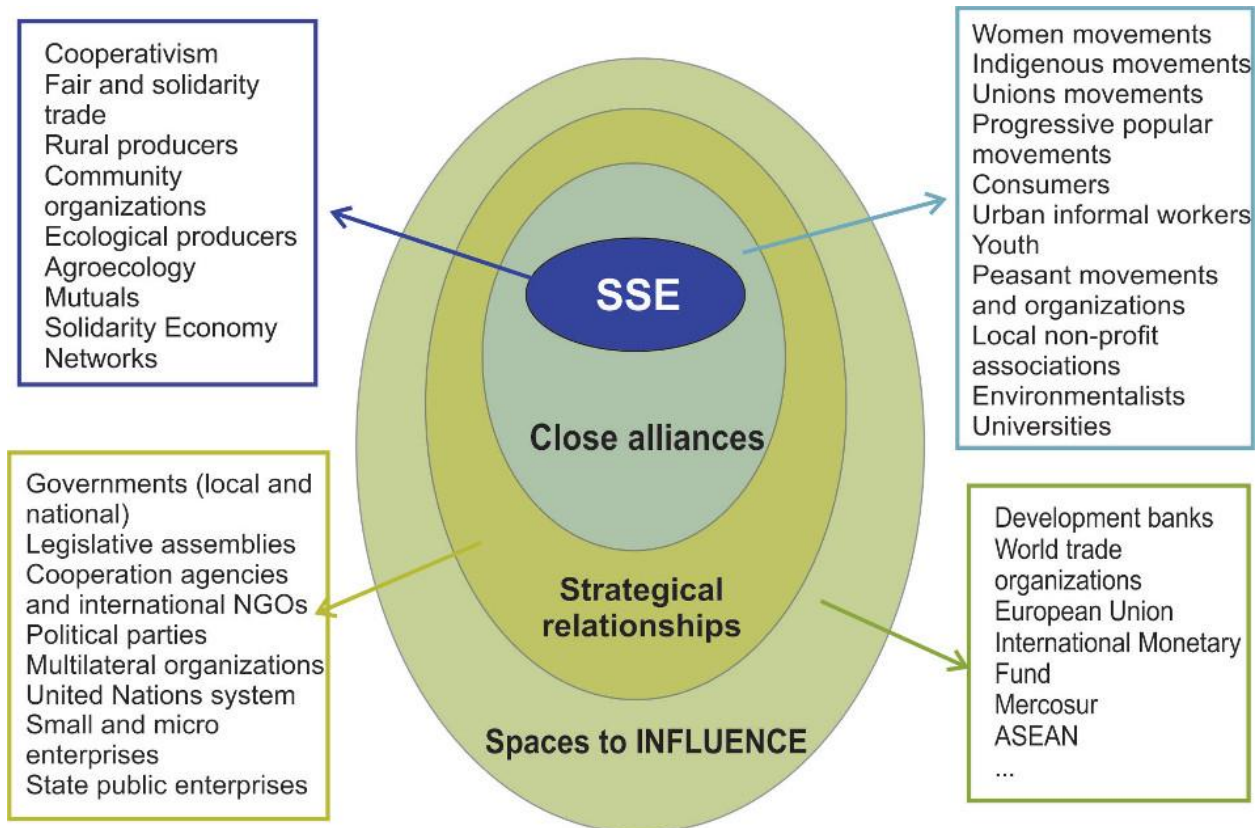 Cooperativism
Fair and solidarity
trade
Rural producers
Community
organizations
Ecological producers
Agroecology
Mutuals
Solidarity Economy
Networks
Women movements
Indigenous movements
Unions movements
Progressive popular
movements
Consumers
Urban informal workers
Youth
Peasant movements
and organizations
Local non-profit
associations
Environmentalists
Universities
SSE
Close alliances
Strategical
relationships
Spaces to INFLUENCE
Governments (local and
national)
Legislative assemblies
Cooperation agencies
and international NGOs
Political parties
Multilateral organizations
United Nations system
Small and micro
enterprises
State public enterprises
Development banks
World trade
organizations
European Union
International Monetary
Fund
Mercosur
ASEAN
...